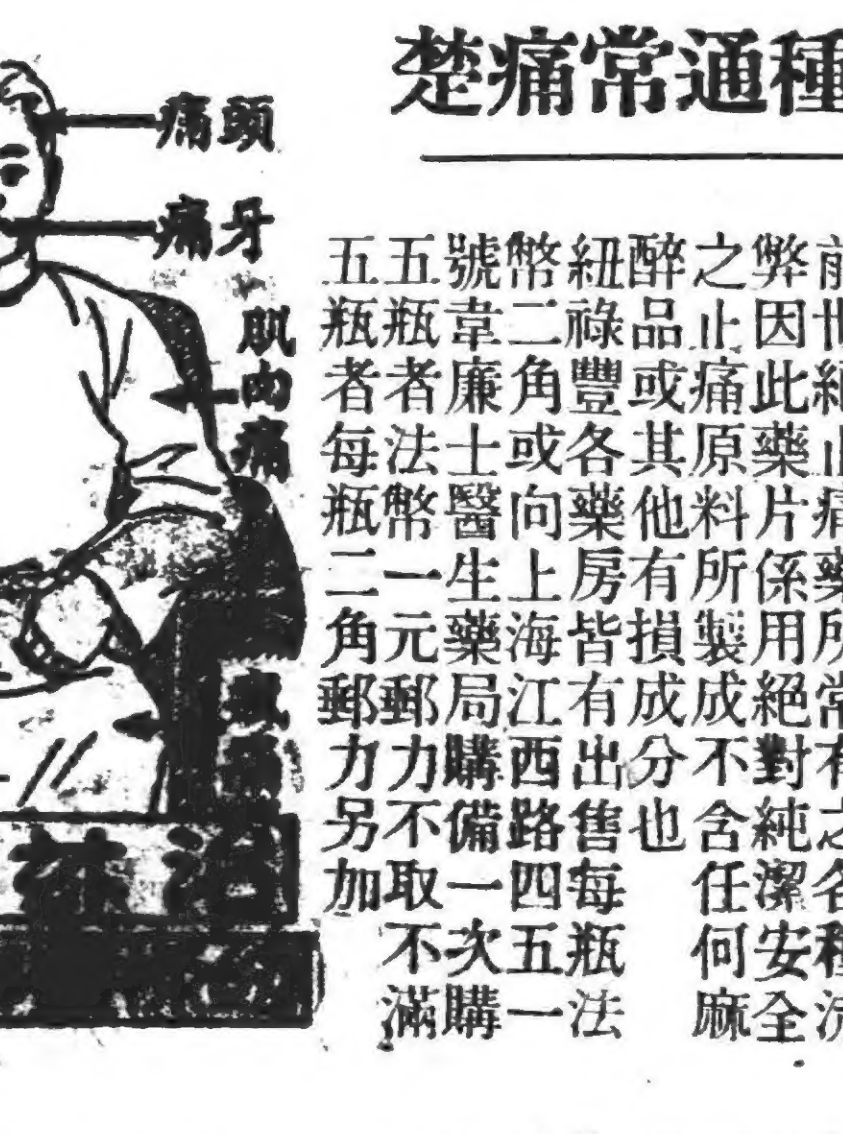 種通常痛楚
前世紀止痛藥所常有之各種流
弊因此藥片係用絕對純潔安全
之止痛原料所製成不含任何麻
醉品或其他有損成分也
紐祿豐各藥房皆有出售每瓶法
幣二角或向上海江西路四五一
號韋廉士醫生藥局購備一次購
五瓶者法幣一元郵力不取不滿
五瓶者每瓶二角郵力另加
頭痛
牙痛
肌肉痛